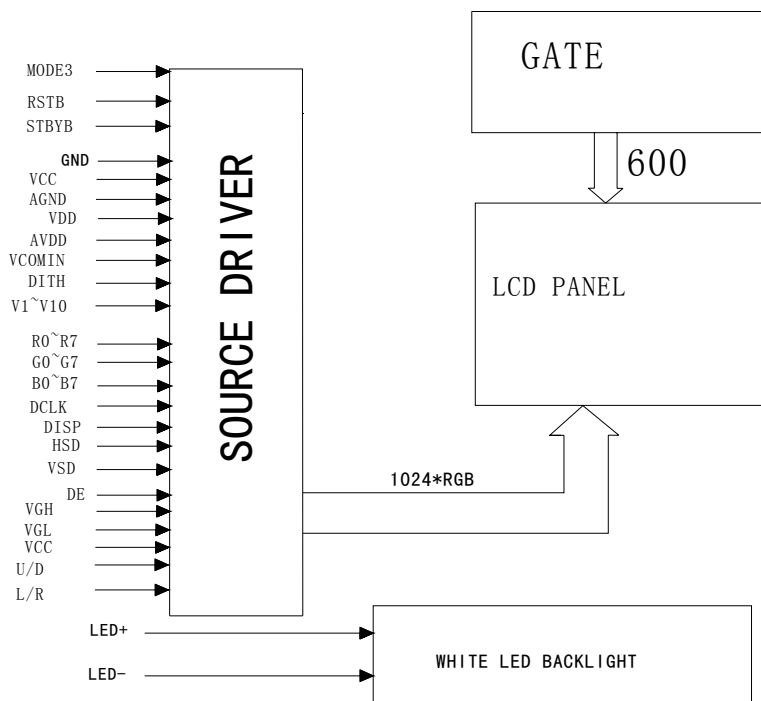 MODE3
RSTB
STBYB
GND
VCC
AGND
VDD
AVDD
VCOMIN
DITH
V1~V10
R0~R7
G0~G7
B0~B7
DCLK
DISP
HSD
VSD
DE
VGH
VGL
VCC
U/D
L/R
SOURCE DRIVER
GATE
600
LCD PANEL
1024*RGB
LED+
LED-
WHITE LED BACKLIGHT